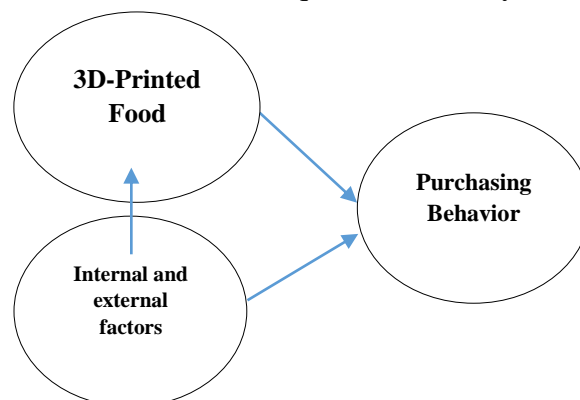 3D-Printed
Food
Purchasing
Behavior
Internal and
external
factors